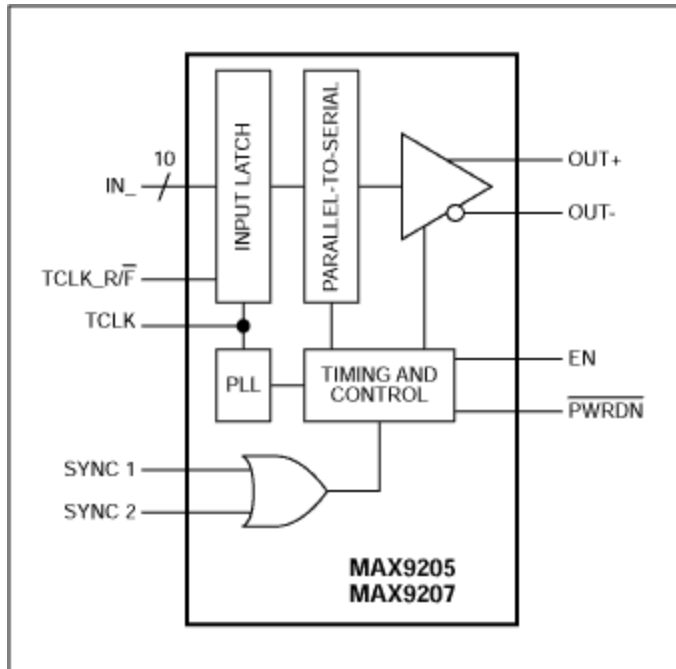 10
IN_
INPUT LATCH
PARALLEL-TO-SERIAL
OUT+
OUT-
TCLK_R/F̅
TCLK
PLL
TIMING AND
CONTROL
EN
P̅W̅R̅D̅N̅
SYNC 1
SYNC 2
MAX9205
MAX9207